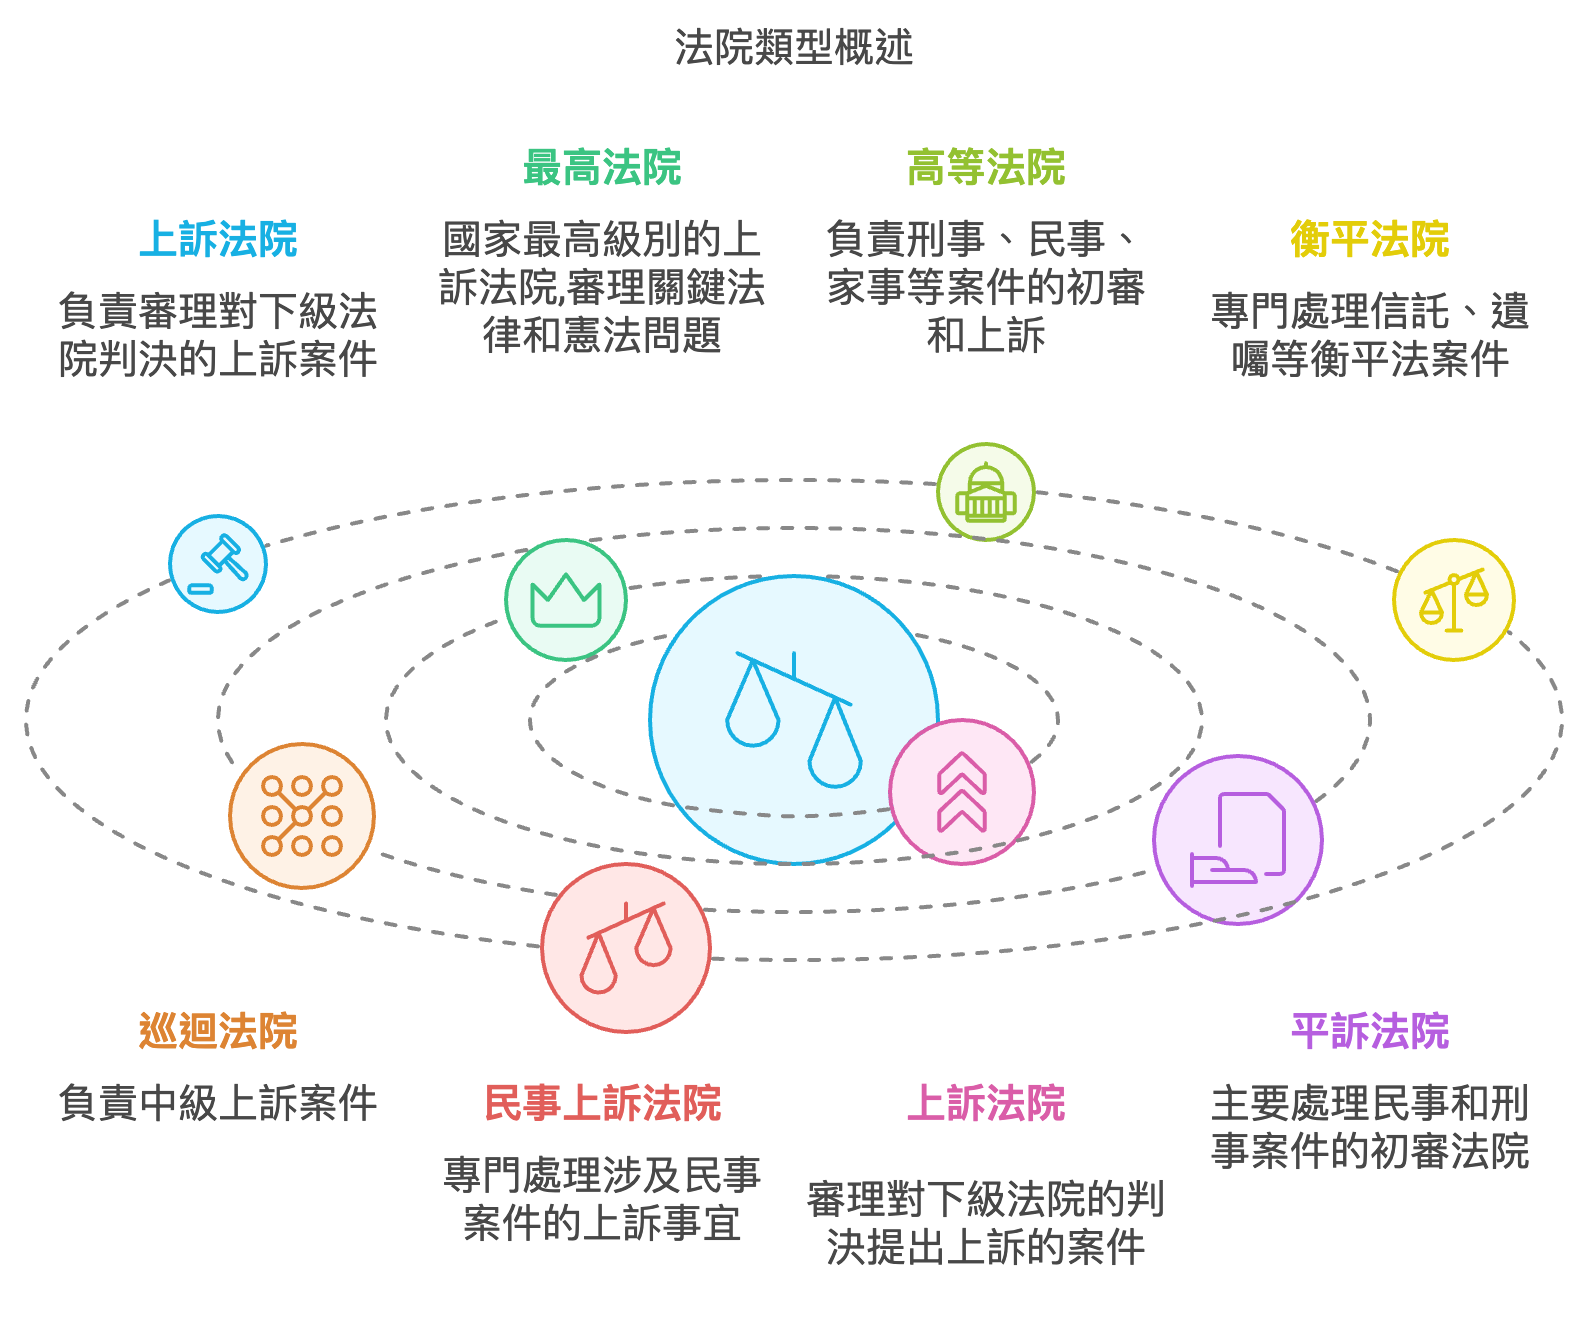 法院類型概述
上訴法院
負責審理對下級法
院判決的上訴案件
最高法院
國家最高級別的上
訴法院,審理關鍵法
律和憲法問題
高等法院
負責刑事、民事、
家事等案件的初審
和上訴
衡平法院
專門處理信託、遺
囑等衡平法案件
巡迴法院
負責中級上訴案件
民事上訴法院
專門處理涉及民事
案件的上訴事宜
上訴法院
審理對下級法院的判
決提出上訴的案件
平訴法院
主要處理民事和刑
事案件的初審法院